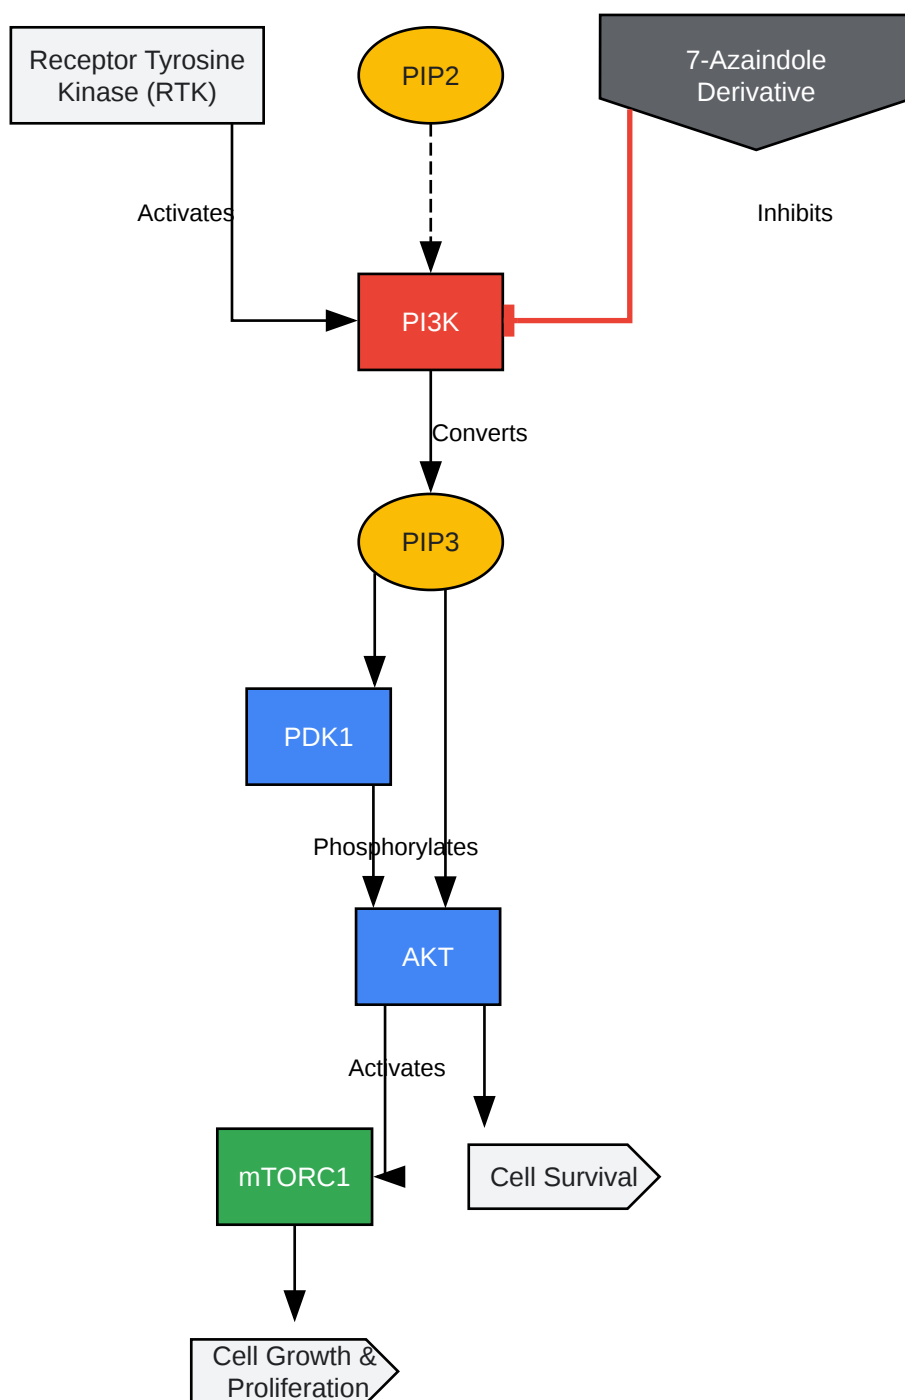 Receptor Tyrosine
Kinase (RTK)
PIP2
7-Azaindole
Derivative
Activates
Inhibits
PI3K
Converts
PIP3
PDK1
Phosphorylates
AKT
Activates
mTORC1
Cell Survival
Cell Growth &
Proliferation